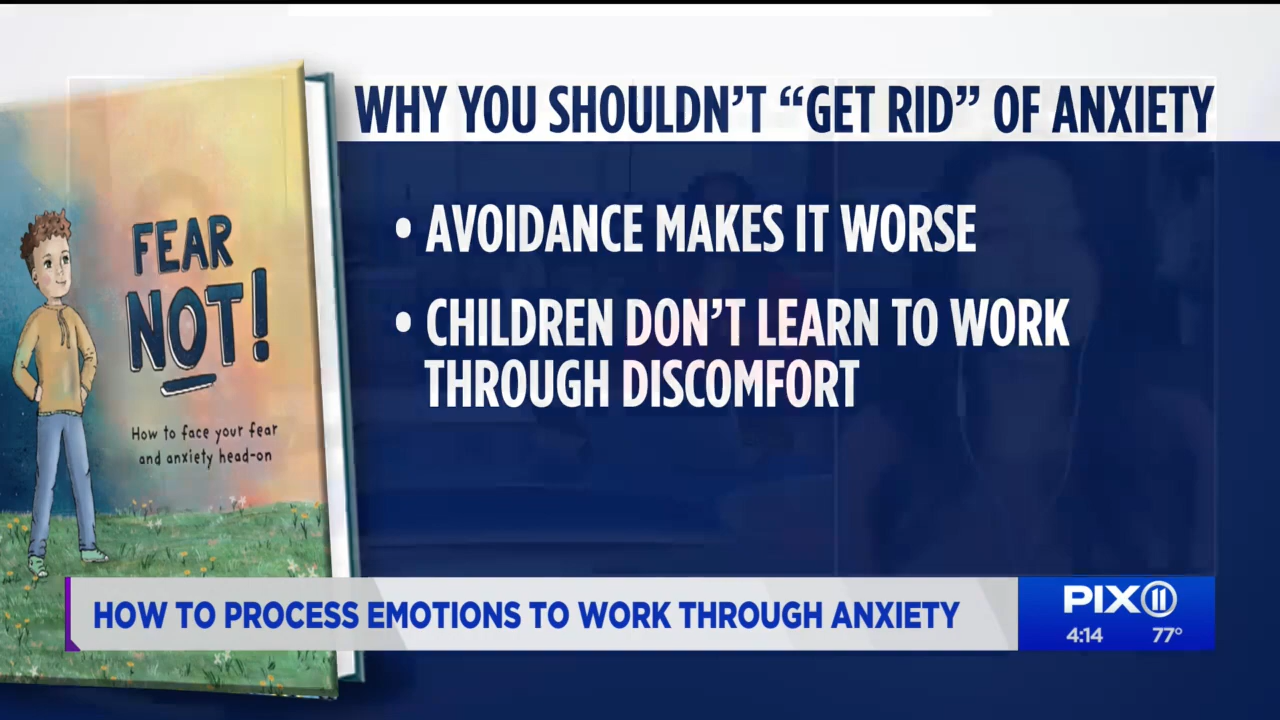 WHY YOU SHOULDN’T “GET RID” OF ANXIETY
• AVOIDANCE MAKES IT WORSE
• CHILDREN DON’T LEARN TO WORK
THROUGH DISCOMFORT
FEAR
NOT!
How to face your fear
and anxiety head-on
HOW TO PROCESS EMOTIONS TO WORK THROUGH ANXIETY
PIX11
4:14 77°